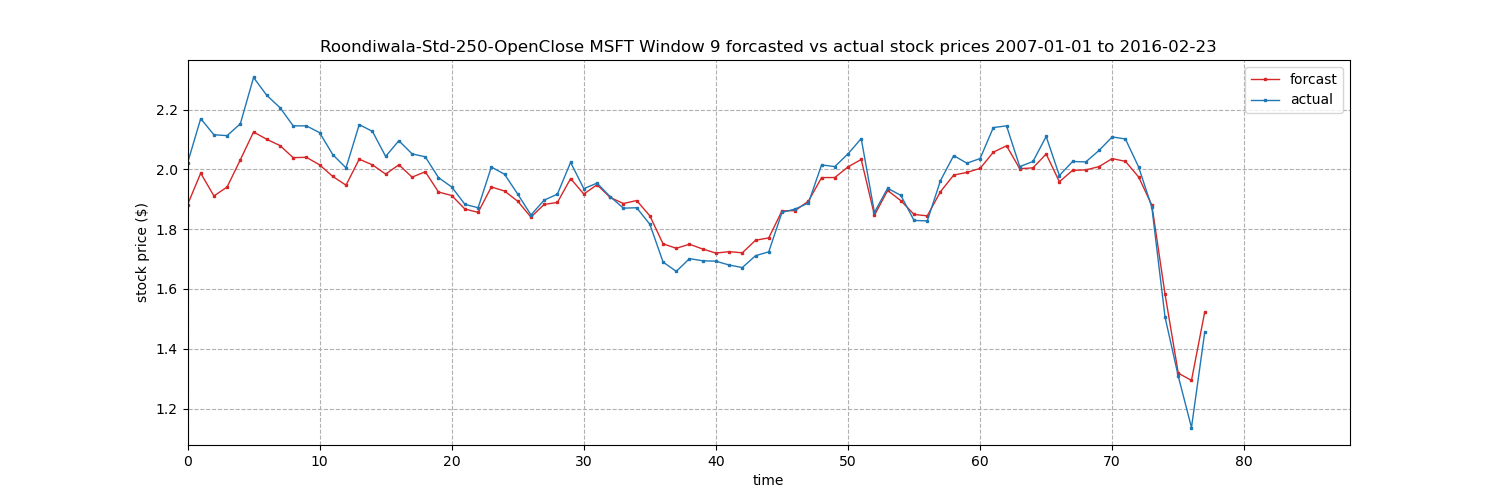 Roondiwala-Std-250-OpenClose MSFT Window 9 forcasted vs actual stock prices 2007-01-01 to 2016-02-23
forcast
actual
stock price ($)
2.2
2.0
1.8
1.6
1.4
1.2
0 10 20 30 40 50 60 70 80
time